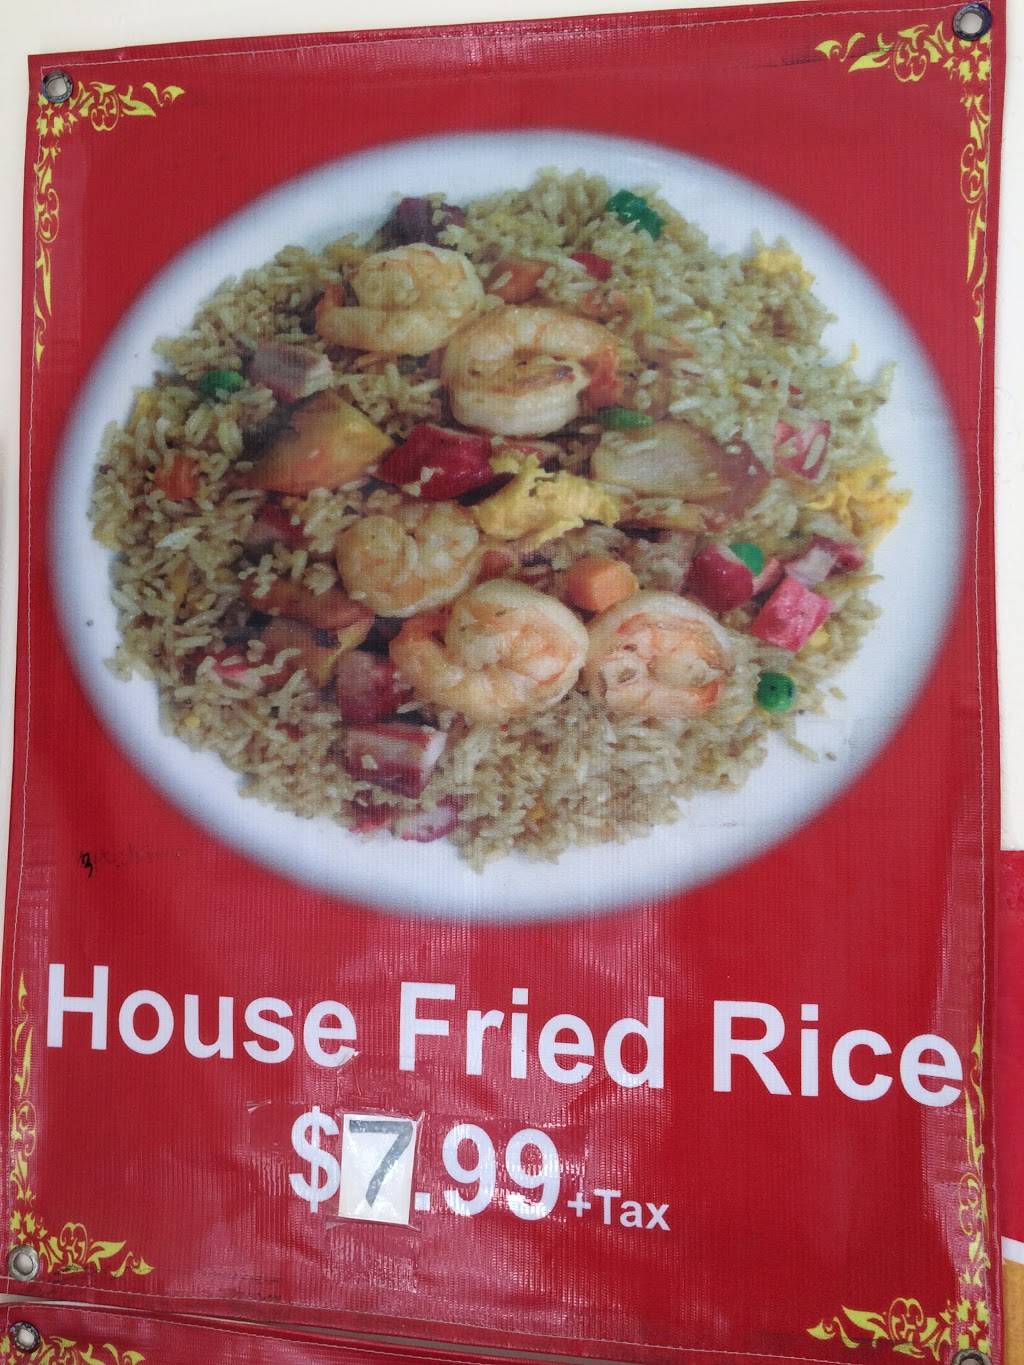 House Fried Rice
$7.99 +Tax